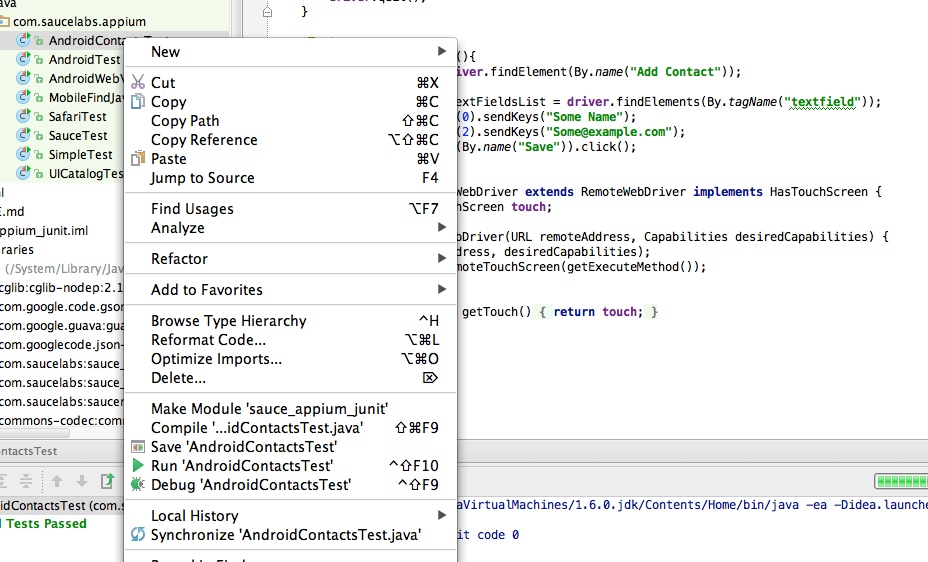 ava
com.saucelabs.appium
AndroidContactsTest
AndroidTest
AndroidWebV
MobileFindJav
SafariTest
SauceTest
SimpleTest
UICatalogTes
ml
E.md
appium_junit.iml
braries
(/System/Library/Java
cglib:cglib-nodep:2.1
com.google.code.gson
com.google.guava:gua
com.googlecode.json-
com.saucelabs:sauce_
com.saucelabs:sauce_
com.saucelabs:saucer
commons-codec:comm
}
(){
iver.findElement(By.name("Add Contact"));
extFieldsList = driver.findElements(By.tagName("textfield"));
(0).sendKeys("Some Name");
(2).sendKeys("Some@example.com");
(By.name("Save")).click();
WebDriver extends RemoteWebDriver implements HasTouchScreen {
hScreen touch;
bDriver(URL remoteAddress, Capabilities desiredCapabilities) {
dress, desiredCapabilities);
moteTouchScreen(getExecuteMethod());
getTouch() { return touch; }
New
Cut ⌘X
Copy ⌘C
Copy Path ⇧⌘C
Copy Reference ⌥⇧⌘C
Paste ⌘V
Jump to Source F4
Find Usages ⌥F7
Analyze
Refactor
Add to Favorites
Browse Type Hierarchy ^H
Reformat Code... ⌥⌘L
Optimize Imports... ⌥⌘O
Delete... ⌦
Make Module 'sauce_appium_junit'
Compile '...idContactsTest.java' ⇧⌘F9
Save 'AndroidContactsTest'
Run 'AndroidContactsTest' ^⇧F10
Debug 'AndroidContactsTest' ^⇧F9
Local History
Synchronize 'AndroidContactsTest.java'
ntactsTest
idContactsTest (com.s
Tests Passed
aVirtualMachines/1.6.0.jdk/Contents/Home/bin/java -ea -Didea.launche
it code 0